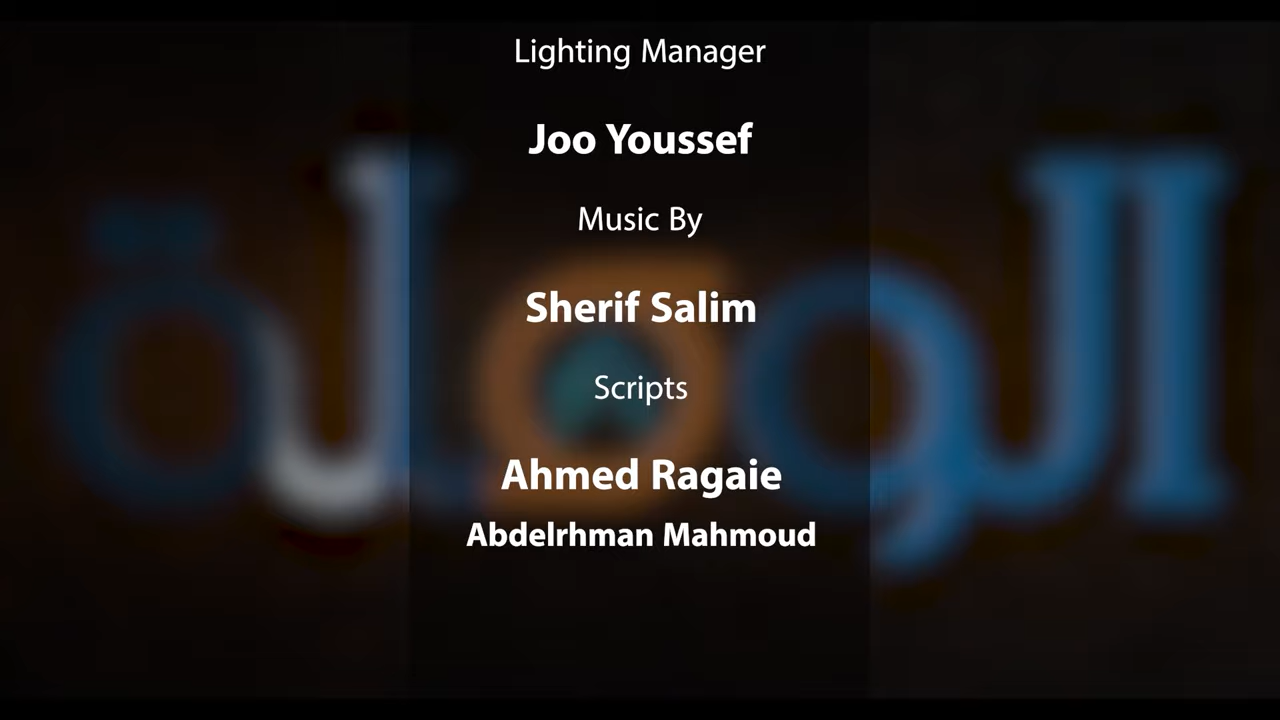 Lighting Manager
Joo Youssef
Music By
Sherif Salim
Scripts
Ahmed Ragaie
Abdelrhman Mahmoud